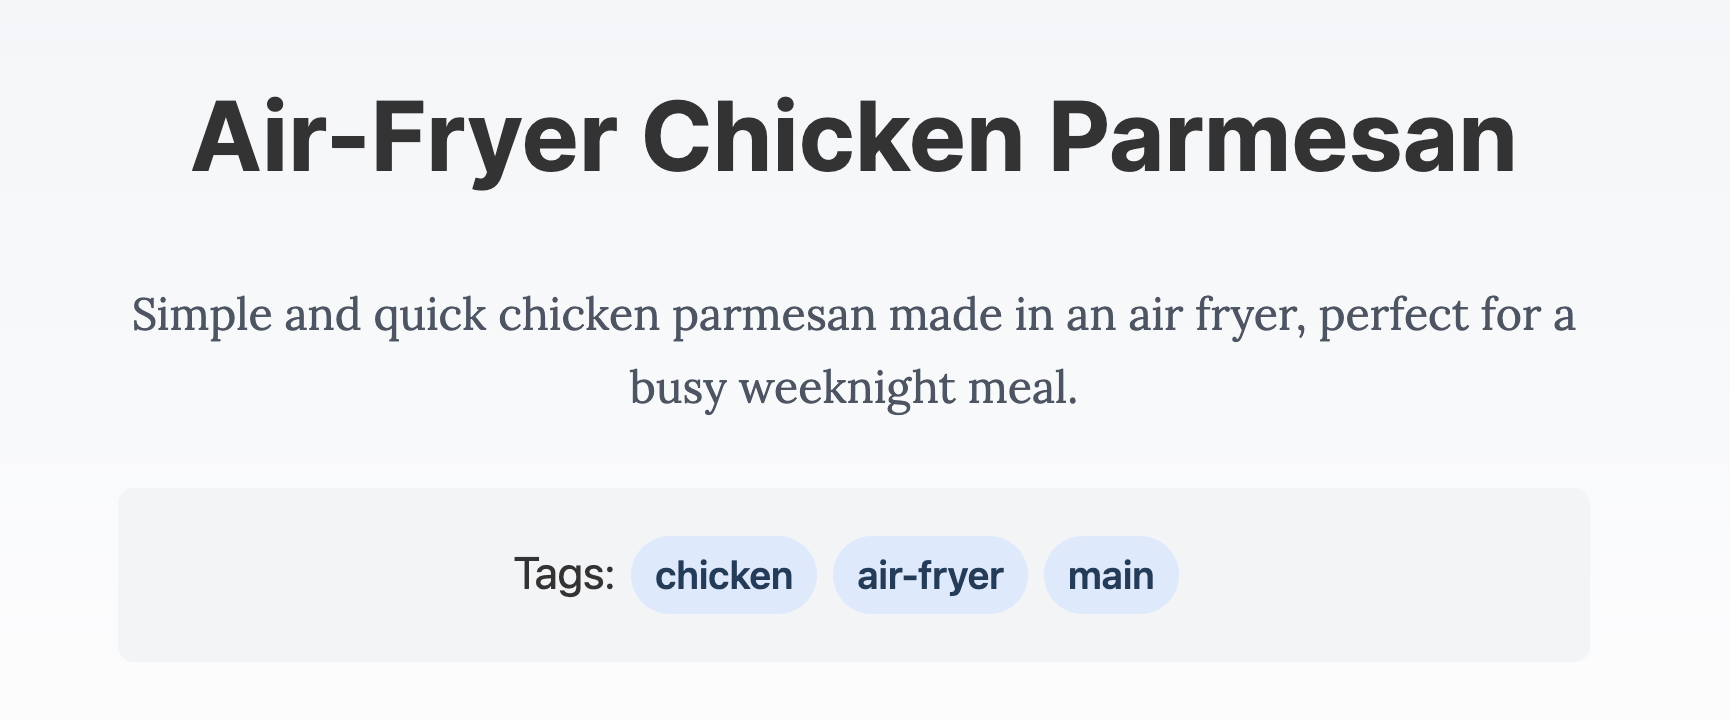 Air-Fryer Chicken Parmesan
Simple and quick chicken parmesan made in an air fryer, perfect for a
busy weeknight meal.
Tags: chicken air-fryer main